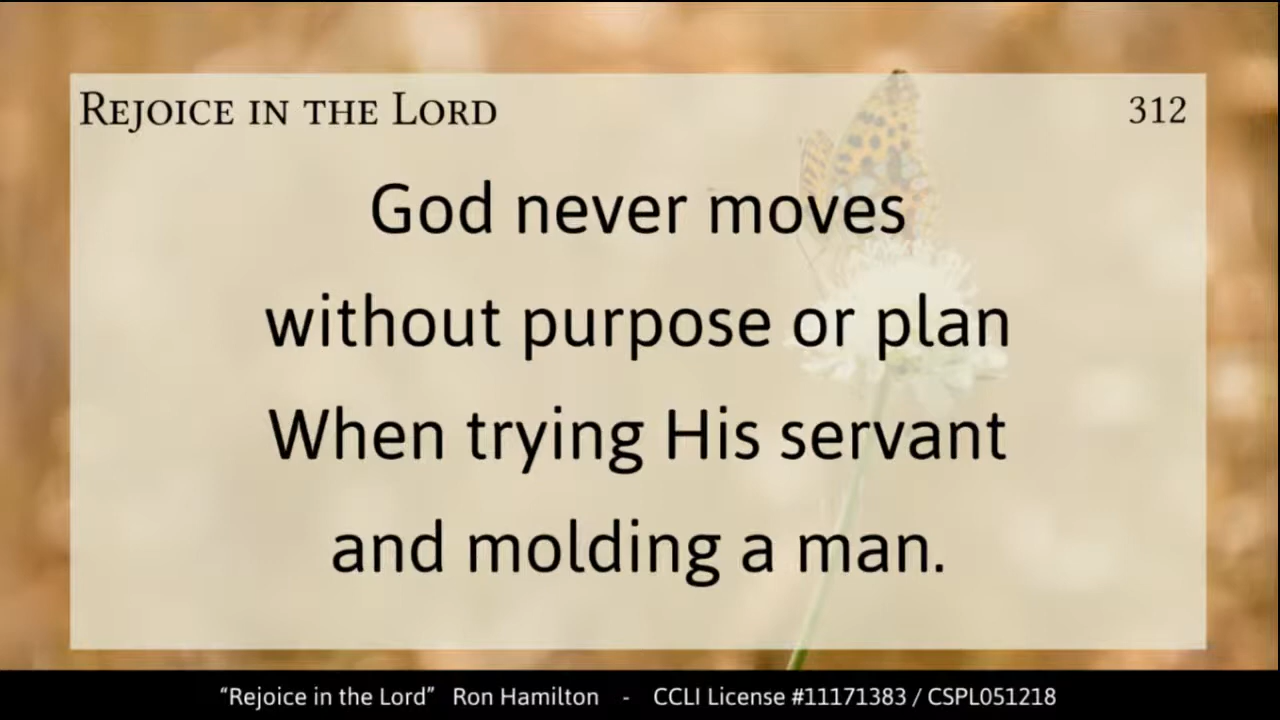 Rejoice in the Lord 312
God never moves
without purpose or plan
When trying His servant
and molding a man.
“Rejoice in the Lord” Ron Hamilton - CCLI License #11171383 / CSPL051218